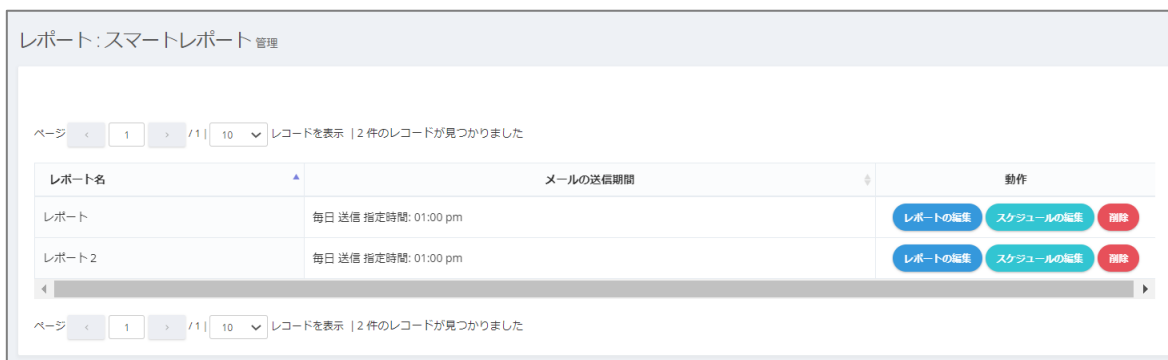 レポート : スマートレポート 管理
ページ ‹ 1 › / 1 | 10 レコードを表示 | 2 件のレコードが見つかりました
レポート名 メールの送信期間 動作
レポート 毎日 送信 指定時間: 01:00 pm レポートの編集 スケジュールの編集 削除
レポート 2 毎日 送信 指定時間: 01:00 pm レポートの編集 スケジュールの編集 削除
ページ ‹ 1 › / 1 | 10 レコードを表示 | 2 件のレコードが見つかりました